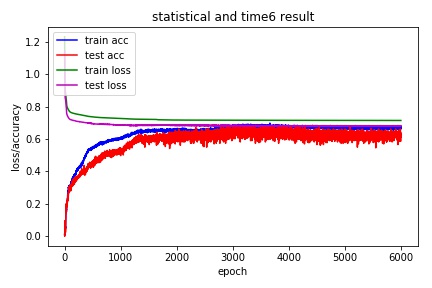 statistical and time6 result
train acc
test acc
train loss
test loss
loss/accuracy
1.2
1.0
0.8
0.6
0.4
0.2
0.0
0 1000 2000 3000 4000 5000 6000
epoch